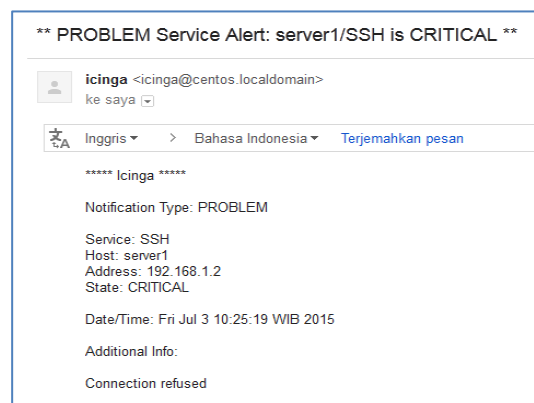 ** PROBLEM Service Alert: server1/SSH is CRITICAL **
icinga <icinga@centos.localdomain>
ke saya
Inggris > Bahasa Indonesia Terjemahkan pesan
***** Icinga *****
Notification Type: PROBLEM
Service: SSH
Host: server1
Address: 192.168.1.2
State: CRITICAL
Date/Time: Fri Jul 3 10:25:19 WIB 2015
Additional Info:
Connection refused